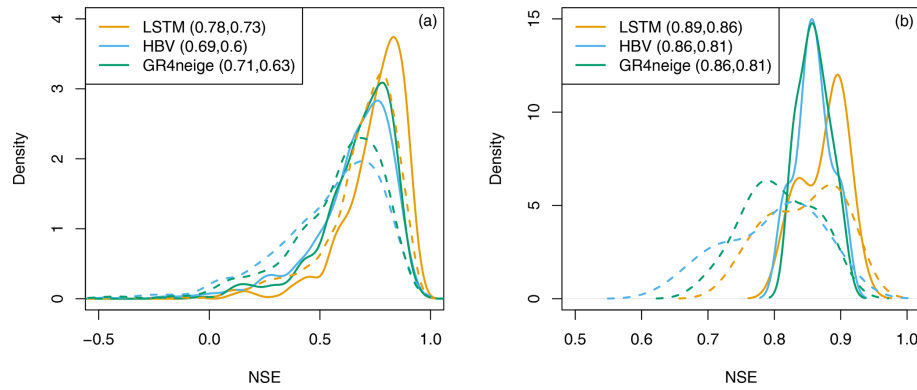 (a)
LSTM (0.78,0.73)
HBV (0.69,0.6)
GR4neige (0.71,0.63)
Density
0
1
2
3
4
−0.5 0.0 0.5 1.0
NSE
(b)
LSTM (0.89,0.86)
HBV (0.86,0.81)
GR4neige (0.86,0.81)
Density
0
5
10
15
0.5 0.6 0.7 0.8 0.9 1.0
NSE